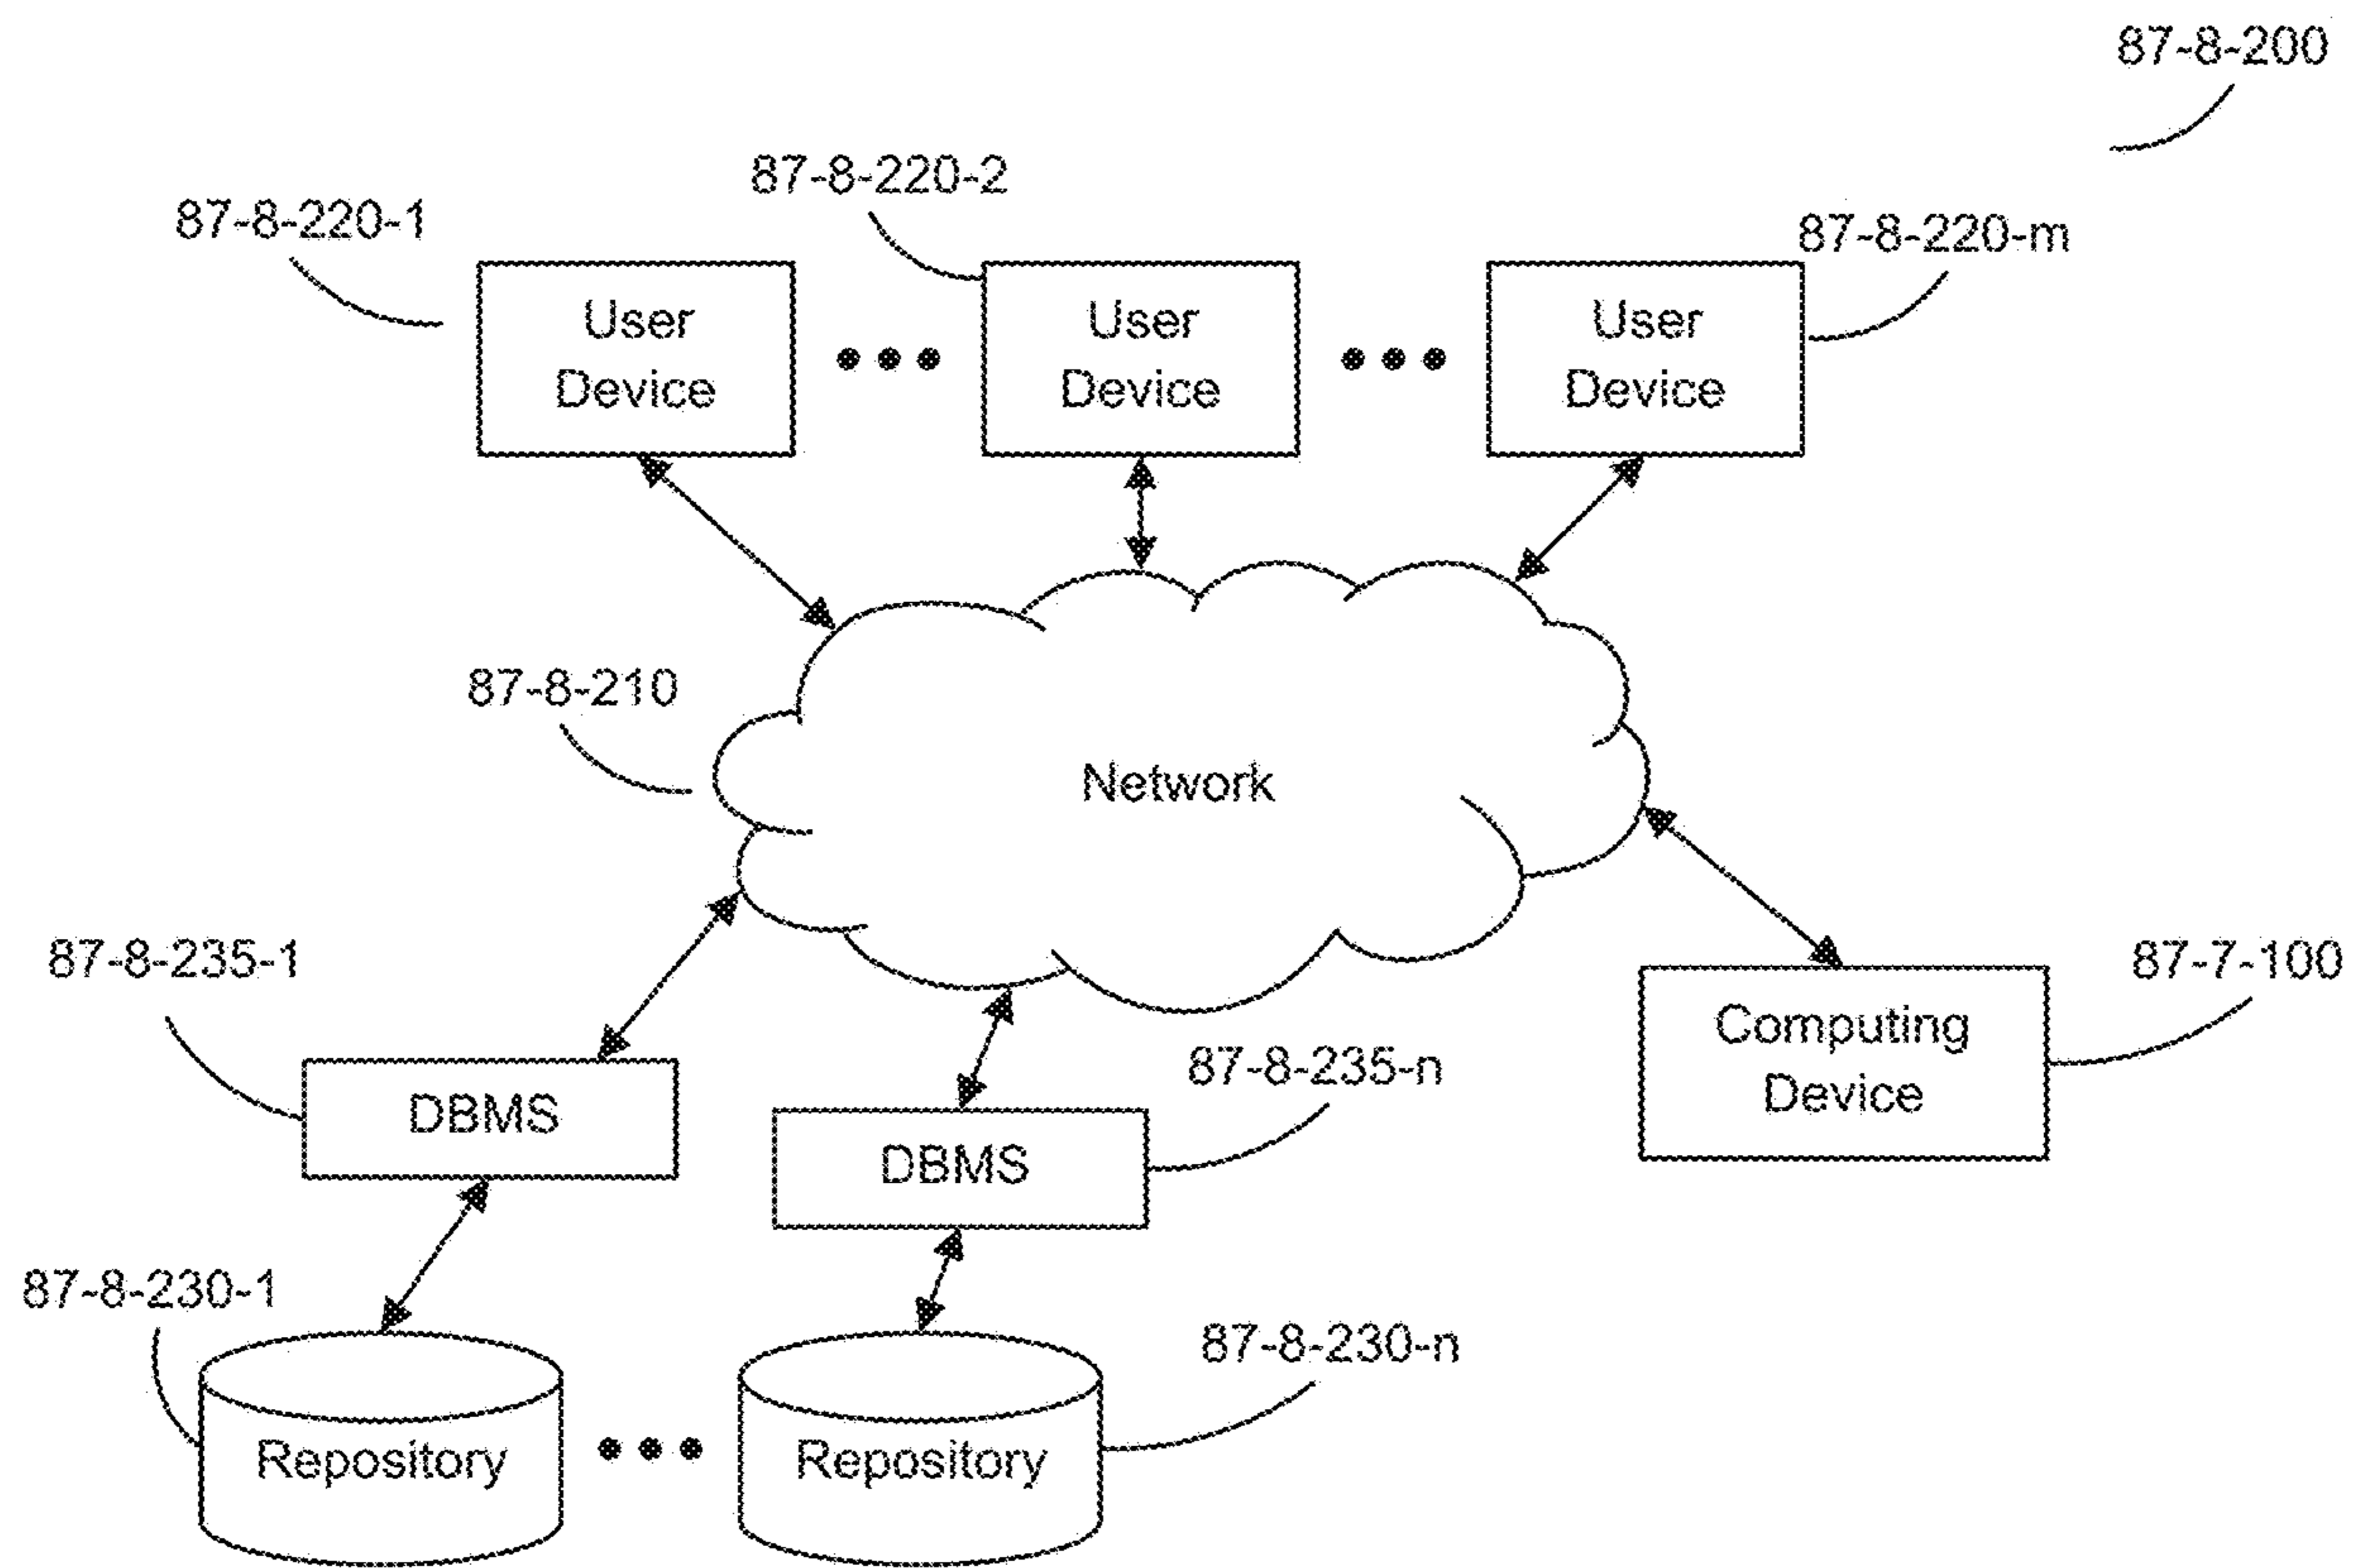 87-8-200
87-8-220-2
87-8-220-1
87-8-220-m
User
Device
User
Device
User
Device
87-8-210
Network
87-8-235-1
87-7-100
Computing
Device
87-8-235-n
DBMS
DBMS
87-8-230-1
87-8-230-n
Repository
Repository